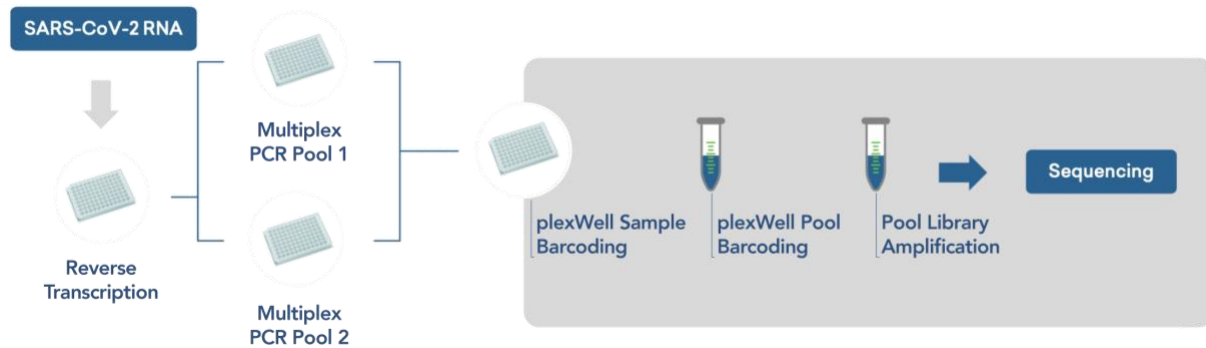 SARS-CoV-2 RNA
Reverse
Transcription
Multiplex
PCR Pool 1
Multiplex
PCR Pool 2
plexWell Sample
Barcoding
plexWell Pool
Barcoding
Pool Library
Amplification
Sequencing